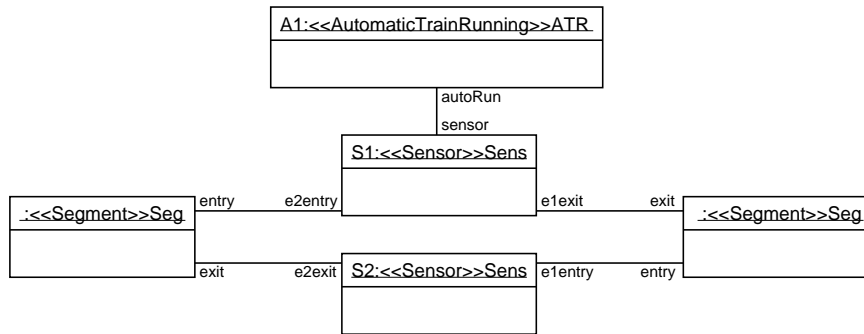 A1:<<AutomaticTrainRunning>>ATR
autoRun
sensor
S1:<<Sensor>>Sens
entry e2entry e1exit exit
:<<Segment>>Seg :<<Segment>>Seg
exit e2exit S2:<<Sensor>>Sens e1entry entry